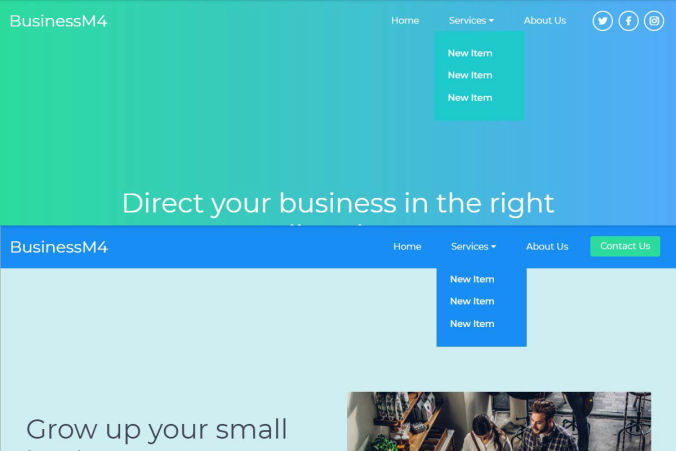 BusinessM4
Home Services About Us
New Item
New Item
New Item
Direct your business in the right
BusinessM4
Home Services About Us Contact Us
New Item
New Item
New Item
Grow up your small